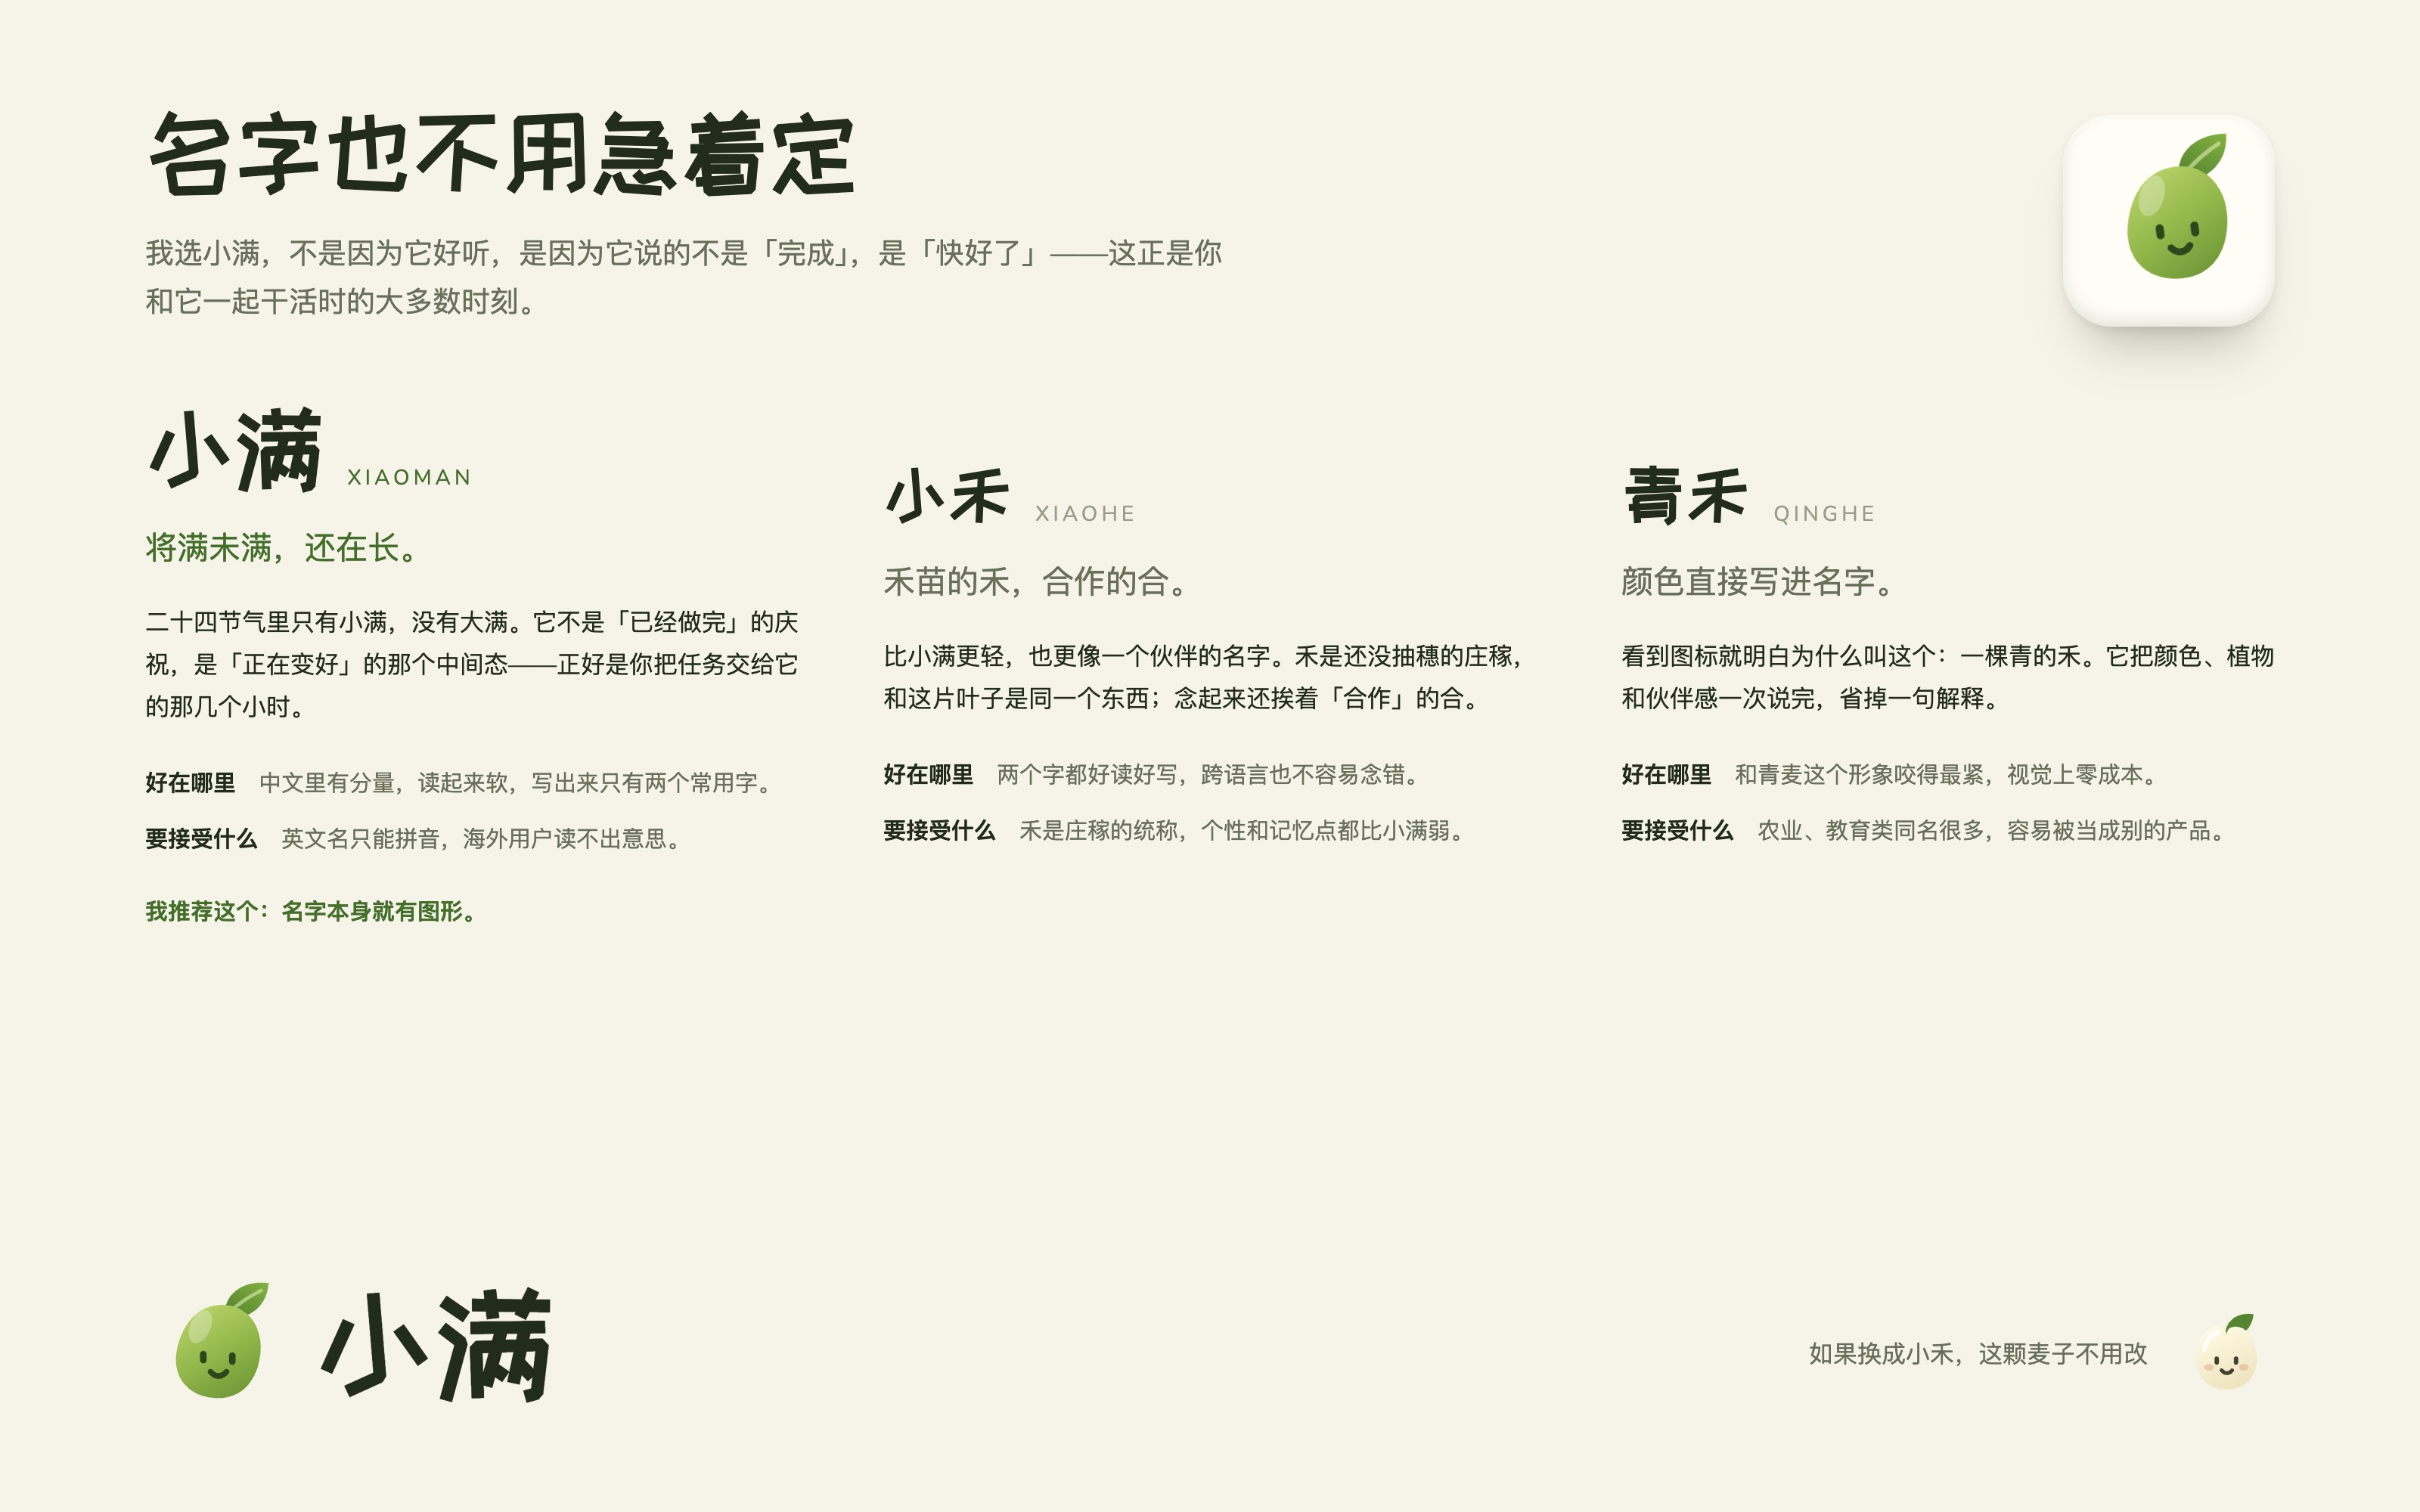 名字也不用急着定
我选小满，不是因为它好听，是因为它说的不是「完成」，是「快好了」——这正是你
和它一起干活时的大多数时刻。
小满 XIAOMAN
将满未满，还在长。
二十四节气里只有小满，没有大满。它不是「已经做完」的庆
祝，是「正在变好」的那个中间态——正好是你把任务交给它
的那几个小时。
好在哪里 中文里有分量，读起来软，写出来只有两个常用字。
要接受什么 英文名只能拼音，海外用户读不出意思。
我推荐这个：名字本身就有图形。
小禾 XIAOHE
禾苗的禾，合作的合。
比小满更轻，也更像一个伙伴的名字。禾是还没抽穗的庄稼，
和这片叶子是同一个东西；念起来还挨着「合作」的合。
好在哪里 两个字都好读好写，跨语言也不容易念错。
要接受什么 禾是庄稼的统称，个性和记忆点都比小满弱。
青禾 QINGHE
颜色直接写进名字。
看到图标就明白为什么叫这个：一棵青的禾。它把颜色、植物
和伙伴感一次说完，省掉一句解释。
好在哪里 和青麦这个形象咬得最紧，视觉上零成本。
要接受什么 农业、教育类同名很多，容易被当成别的产品。
小满
如果换成小禾，这颗麦子不用改